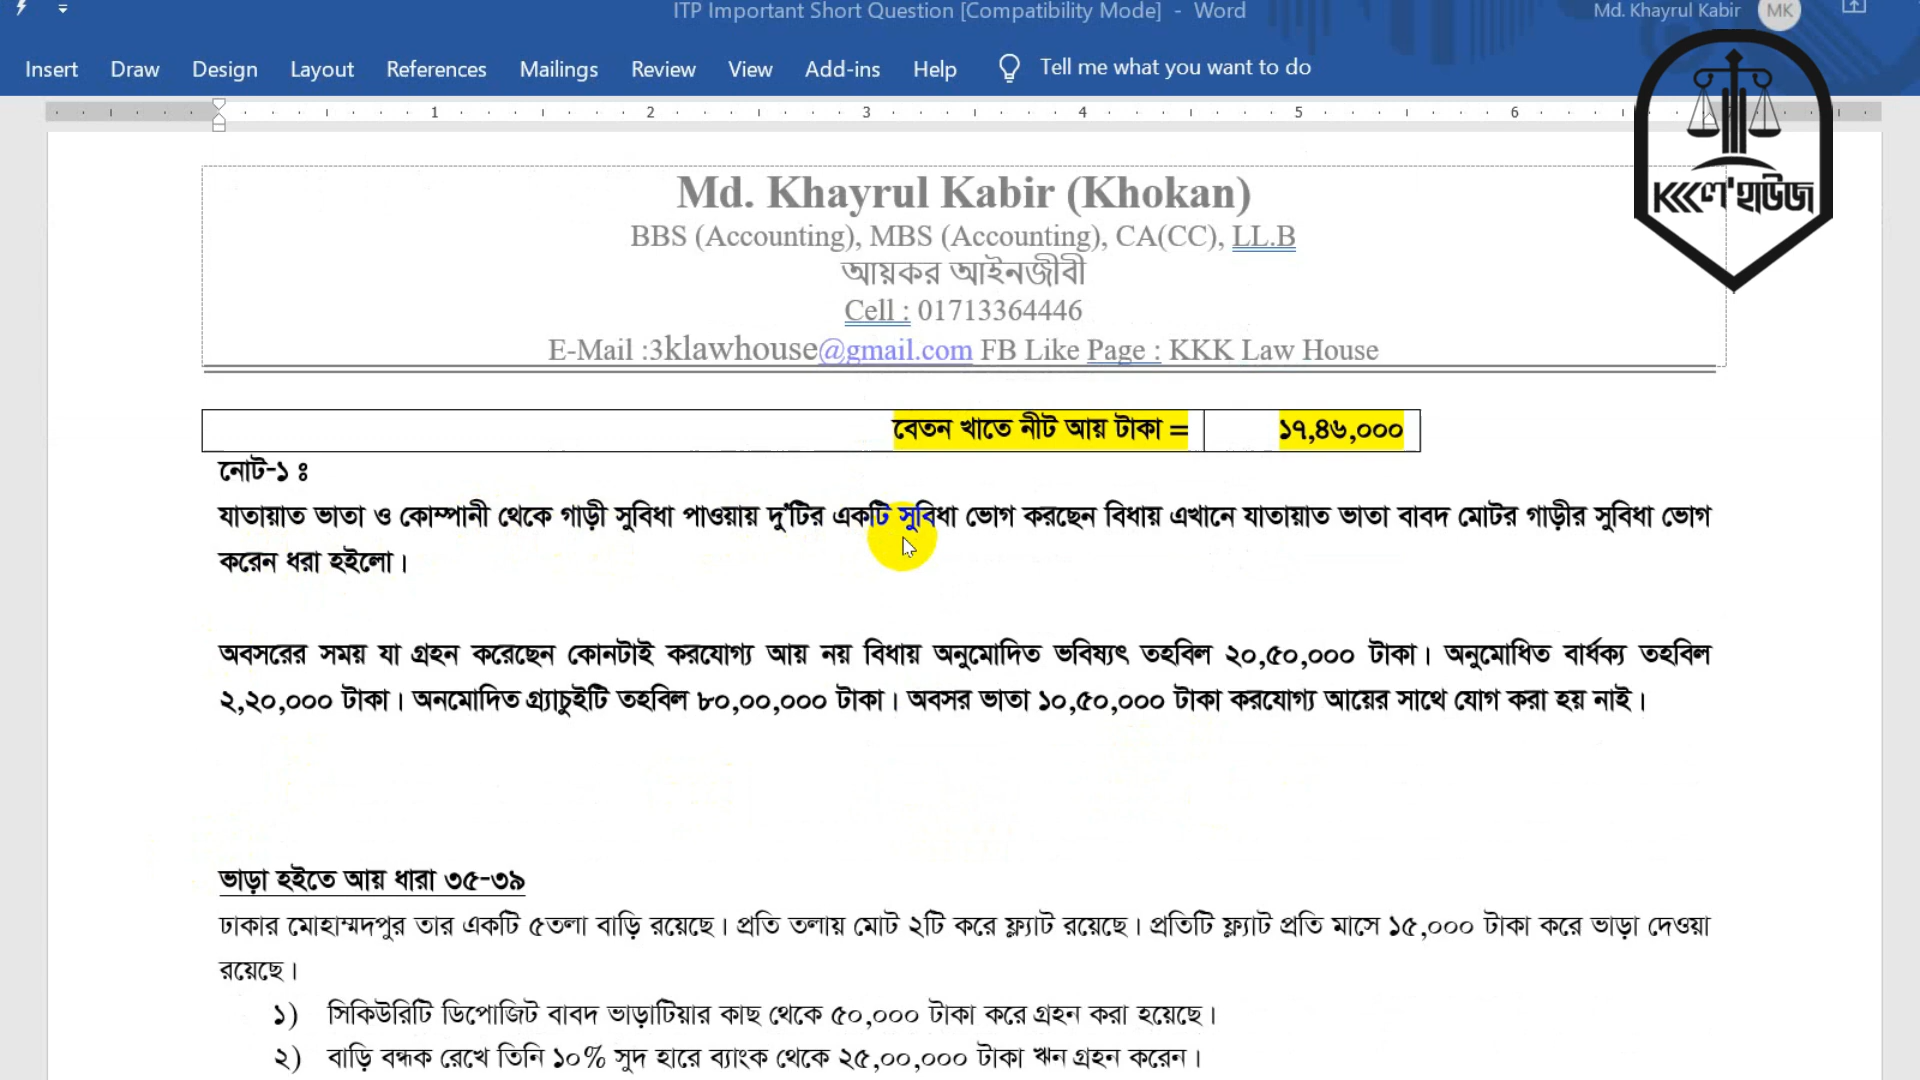 ITP Important Short Question [Compatibility Mode] - Word
Md. Khayrul Kabir
MK
Insert Draw Design Layout References Mailings Review View Add-ins Help Tell me what you want to do
1 2 3 4 5 6
KKK ল' হাউজ
Md. Khayrul Kabir (Khokan)
BBS (Accounting), MBS (Accounting), CA(CC), LL.B
আয়কর আইনজীবী
Cell : 01713364446
E-Mail :3klawhouse@gmail.com FB Like Page : KKK Law House
বেতন খাতে নীট আয় টাকা = ১৭,৪৬,০০০
নোট-১ ঃ
যাতায়াত ভাতা ও কোম্পানী থেকে গাড়ী সুবিধা পাওয়ায় দু'টির একটি সুবিধা ভোগ করছেন বিধায় এখানে যাতায়াত ভাতা বাবদ মোটর গাড়ীর সুবিধা ভোগ
করেন ধরা হইলো।
অবসরের সময় যা গ্রহন করেছেন কোনটাই করযোগ্য আয় নয় বিধায় অনুমোদিত ভবিষ্যৎ তহবিল ২০,৫০,০০০ টাকা। অনুমোধিত বার্ধক্য তহবিল
২,২০,০০০ টাকা। অনমোদিত গ্র্যাচুইটি তহবিল ৮০,০০,০০০ টাকা। অবসর ভাতা ১০,৫০,০০০ টাকা করযোগ্য আয়ের সাথে যোগ করা হয় নাই।
ভাড়া হইতে আয় ধারা ৩৫-৩৯
ঢাকার মোহাম্মদপুর তার একটি ৫তলা বাড়ি রয়েছে। প্রতি তলায় মোট ২টি করে ফ্ল্যাট রয়েছে। প্রতিটি ফ্ল্যাট প্রতি মাসে ১৫,০০০ টাকা করে ভাড়া দেওয়া
রয়েছে।
১) সিকিউরিটি ডিপোজিট বাবদ ভাড়াটিয়ার কাছ থেকে ৫০,০০০ টাকা করে গ্রহন করা হয়েছে।
২) বাড়ি বন্ধক রেখে তিনি ১০% সুদ হারে ব্যাংক থেকে ২৫,০০,০০০ টাকা ঋন গ্রহন করেন।